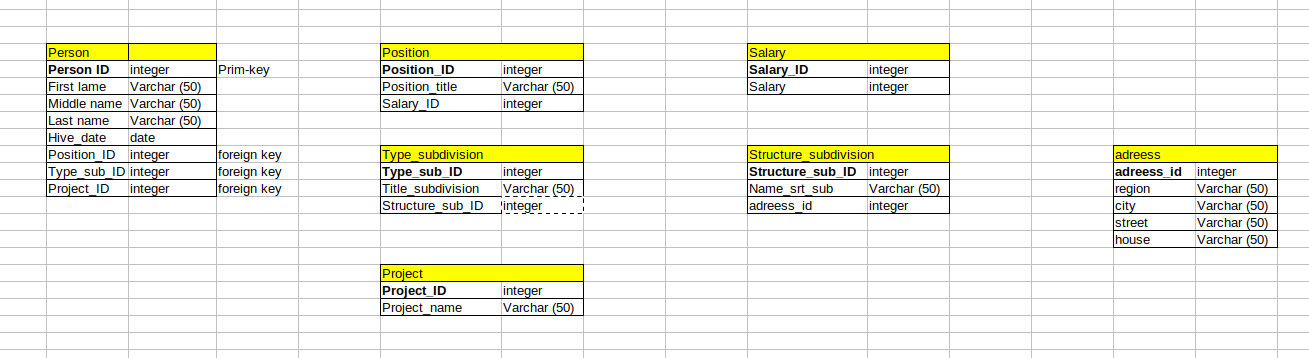 Person
Person ID integer Prim-key
First lame Varchar (50)
Middle name Varchar (50)
Last name Varchar (50)
Hive_date date
Position_ID integer foreign key
Type_sub_ID integer foreign key
Project_ID integer foreign key
Position
Position_ID integer
Position_title Varchar (50)
Salary_ID integer
Salary
Salary_ID integer
Salary integer
Type_subdivision
Type_sub_ID integer
Title_subdivision Varchar (50)
Structure_sub_ID integer
Structure_subdivision
Structure_sub_ID integer
Name_srt_sub Varchar (50)
adreess_id integer
adreess
adreess_id integer
region Varchar (50)
city Varchar (50)
street Varchar (50)
house Varchar (50)
Project
Project_ID integer
Project_name Varchar (50)